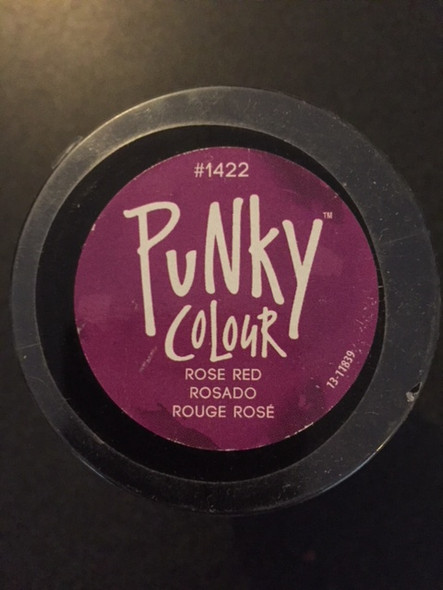 #1422
PUNKY™
COLOUR
ROSE RED
ROSADO
ROUGE ROSÉ
13-11839